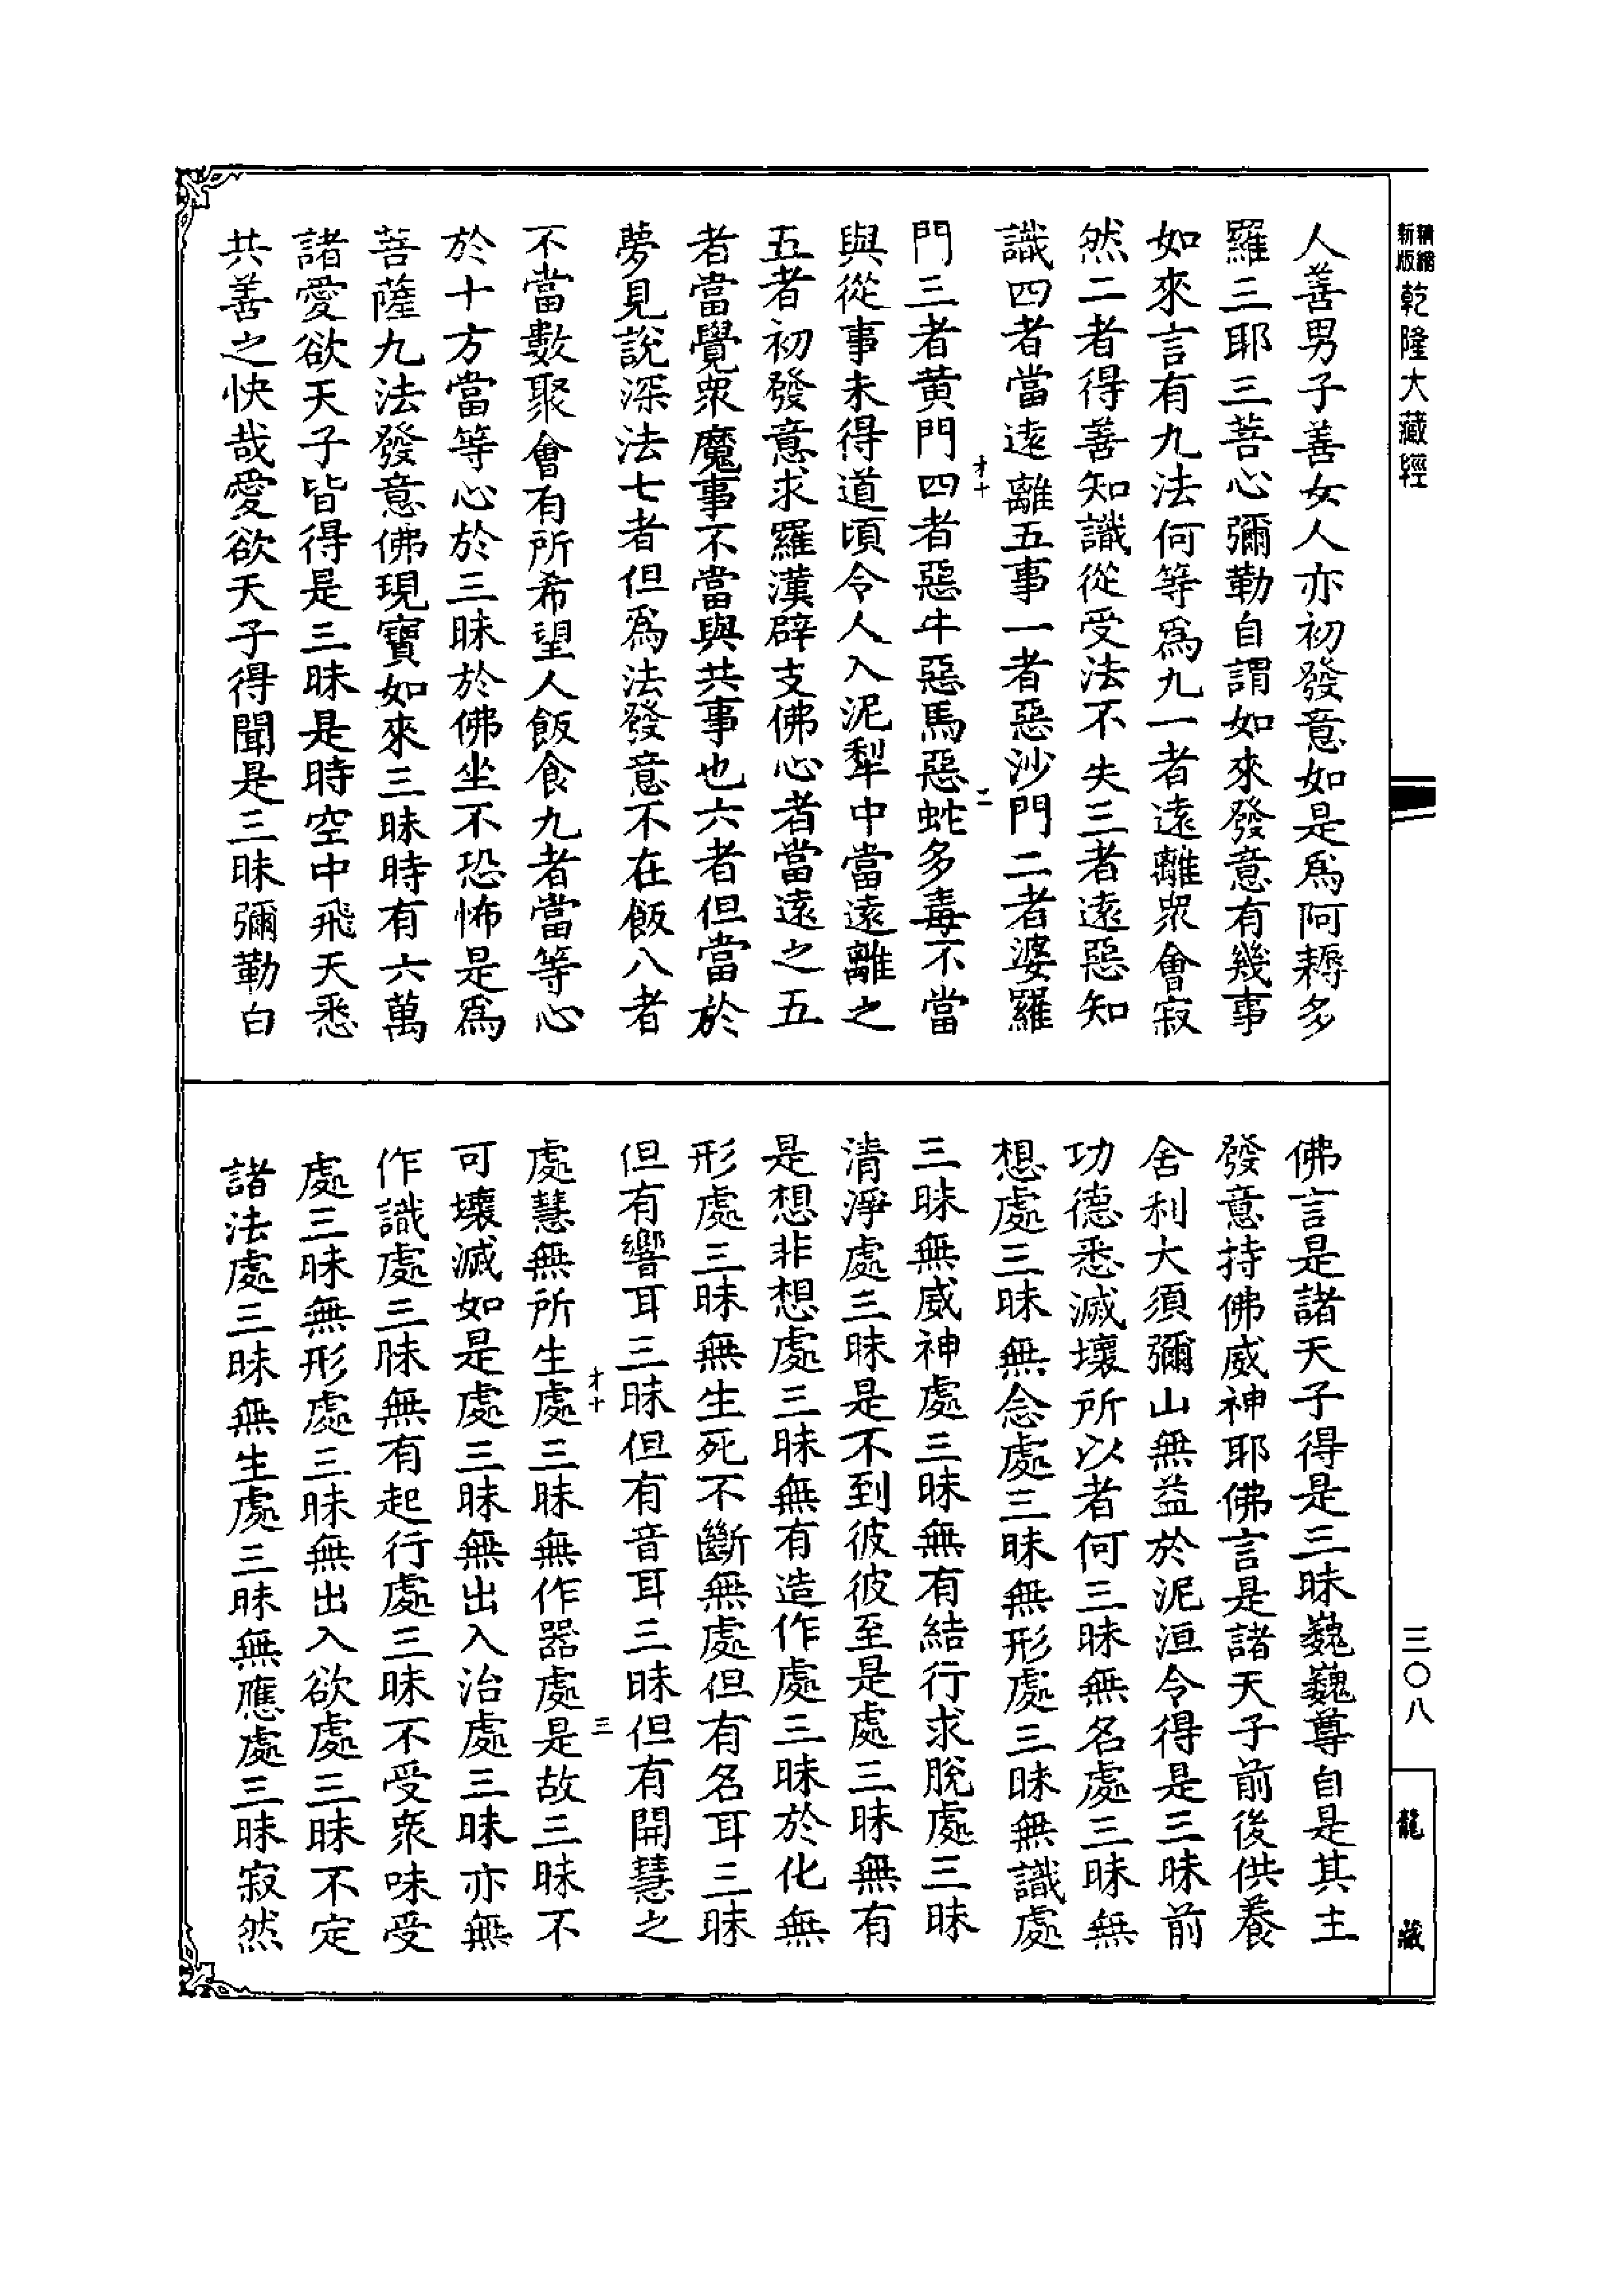 精縮
新版
乾隆大藏經
人善男子善女人亦初發意如是爲阿耨多
羅三耶三菩心彌勒自謂如來發意有幾事
如來言有九法何等爲九一者遠離衆會寂
然二者得善知識從受法不失三者遠惡知
識四者當遠離五事一者惡沙門二者婆羅
門三者黄門四者惡牛惡馬惡蛇多毒不當
與從事未得道頃令人入泥犁中當遠離之
五者初發意求羅漢辟支佛心者當遠之五
者當覺衆魔事不當與共事也六者但當於
夢見說深法七者但爲法發意不在飯八者
不當數聚會有所希望人飯食九者當等心
於十方當等心於三昧於佛坐不恐怖是爲
菩薩九法發意佛現寶如來三昧時有六萬
諸愛欲天子皆得是三昧是時空中飛天悉
共善之快哉愛欲天子得聞是三昧彌勒白
才十
二
佛言是諸天子得是三昧巍巍尊自是其主
發意持佛威神耶佛言是諸天子前後供養
舍利大須彌山無益於泥洹令得是三昧前
功德悉滅壞所以者何三昧無名處三昧無
想處三昧無念處三昧無形處三昧無識處
三昧無威神處三昧無有結行求脫處三昧
清淨處三昧是不到彼彼至是處三昧無有
是想非想處三昧無有造作處三昧於化無
形處三昧無生死不斷無處但有名耳三昧
但有響耳三昧但有音耳三昧但有開慧之
處慧無所生處三昧無作器處是故三昧不
可壞滅如是處三昧無出入治處三昧亦無
作識處三昧無有起行處三昧不受衆味受
處三昧無形處三昧無出入欲處三昧不定
諸法處三昧無生處三昧無應處三昧寂然
才十
三
三〇八
龍藏